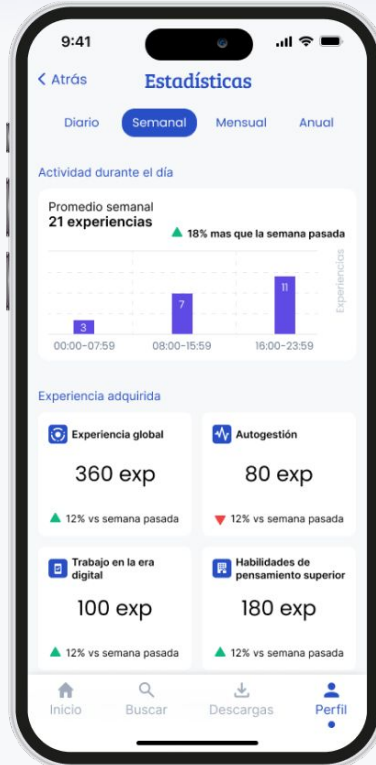 9:41
Atrás
Estadísticas
Diario Semanal Mensual Anual
Actividad durante el día
Promedio semanal
21 experiencias
18% mas que la semana pasada
Experiencias
3 7 11
00:00-07:59 08:00-15:59 16:00-23:59
Experiencia adquirida
Experiencia global
360 exp
12% vs semana pasada
Autogestión
80 exp
12% vs semana pasada
Trabajo en la era
digital
100 exp
12% vs semana pasada
Habilidades de
pensamiento superior
180 exp
12% vs semana pasada
Inicio Buscar Descargas Perfil